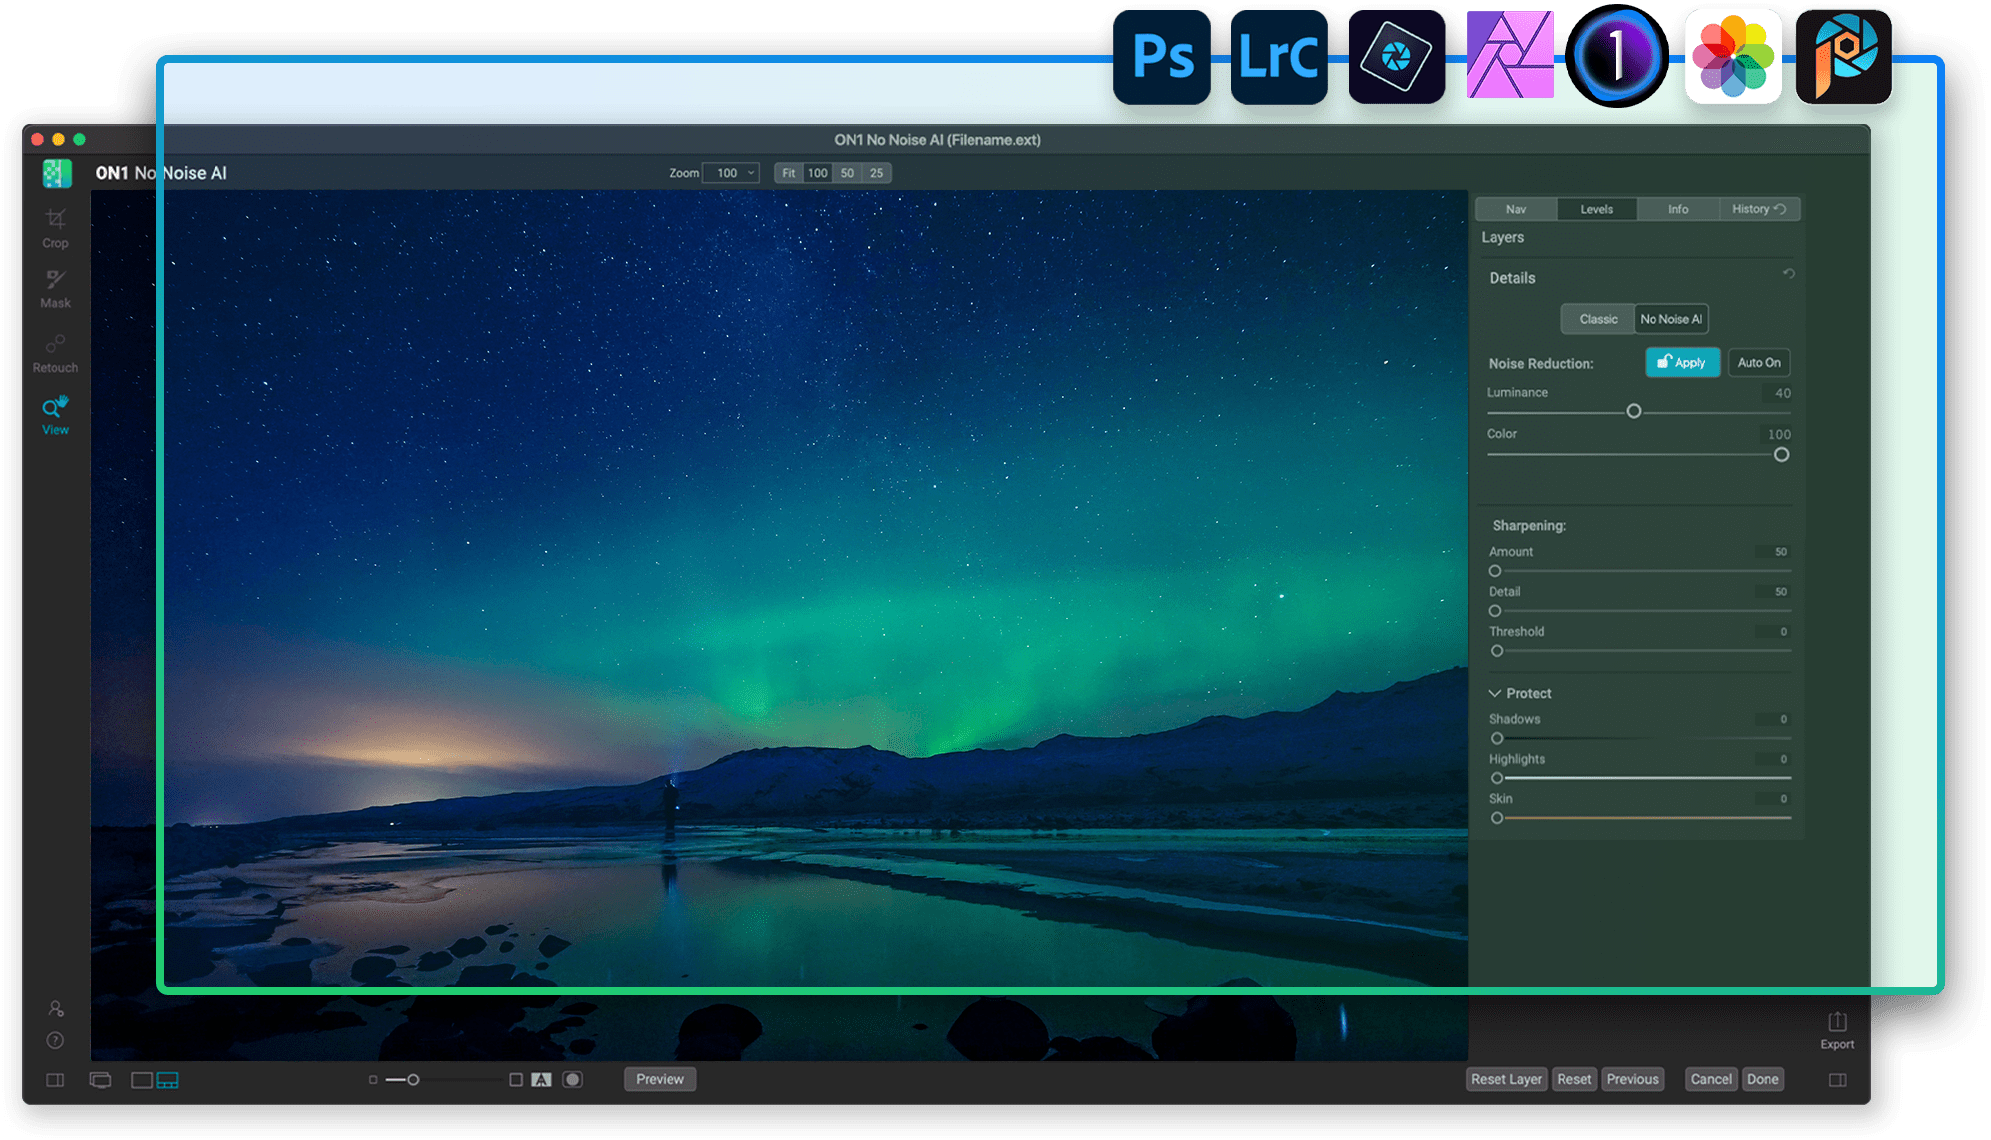 Ps LrC 1
ON1 No Noise AI (Filename.ext)
ON1 No Noise AI
Zoom 100 Fit 100 50 25
Crop
Mask
Retouch
View
Nav Levels Info History
Layers
Details
Classic No Noise AI
Noise Reduction: Apply Auto On
Luminance 40
Color 100
Sharpening:
Amount 50
Detail 50
Threshold 0
Protect
Shadows 0
Highlights 0
Skin 0
?
Export
A Preview Reset Layer Reset Previous Cancel Done